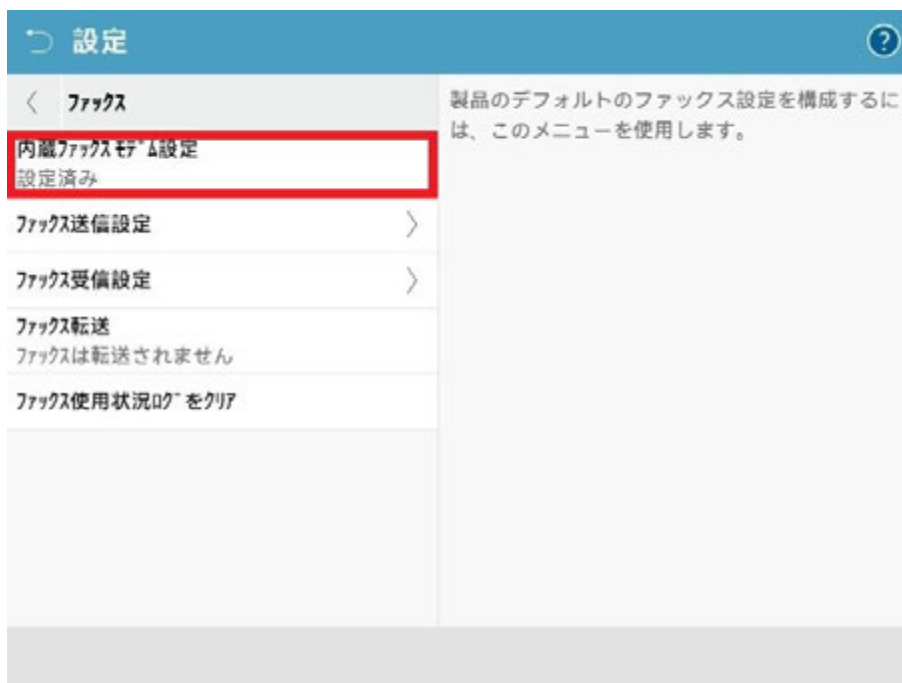 設定
?
ﾌｧｯｸｽ
内蔵ﾌｧｯｸｽ ﾓﾃﾞﾑ設定
設定済み
ﾌｧｯｸｽ送信設定
ﾌｧｯｸｽ受信設定
ﾌｧｯｸｽ転送
ﾌｧｯｸｽは転送されません
ﾌｧｯｸｽ使用状況ﾛｸﾞをｸﾘｱ
製品のデフォルトのファックス設定を構成するに
は、このメニューを使用します。